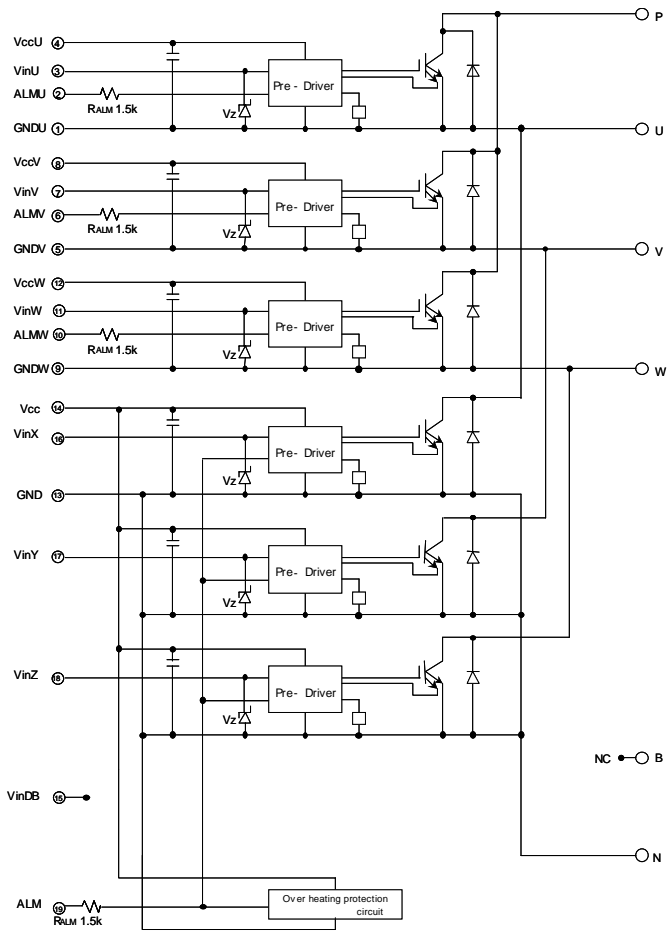 P
VccU 4
VinU 3
Pre- Driver
ALMU 2
RALM 1.5k
Vz
GNDU 1
U
VccV 8
VinV 7
Pre- Driver
ALMV 6
RALM 1.5k
Vz
GNDV 5
V
VccW 12
VinW 11
Pre- Driver
ALMW 10
RALM 1.5k
Vz
GNDW 9
W
Vcc 14
VinX 16
Pre- Driver
Vz
GND 13
VinY 17
Pre- Driver
Vz
VinZ 18
Pre- Driver
Vz
NC B
VinDB 15
N
ALM 19
RALM 1.5k
Over heating protection
circuit